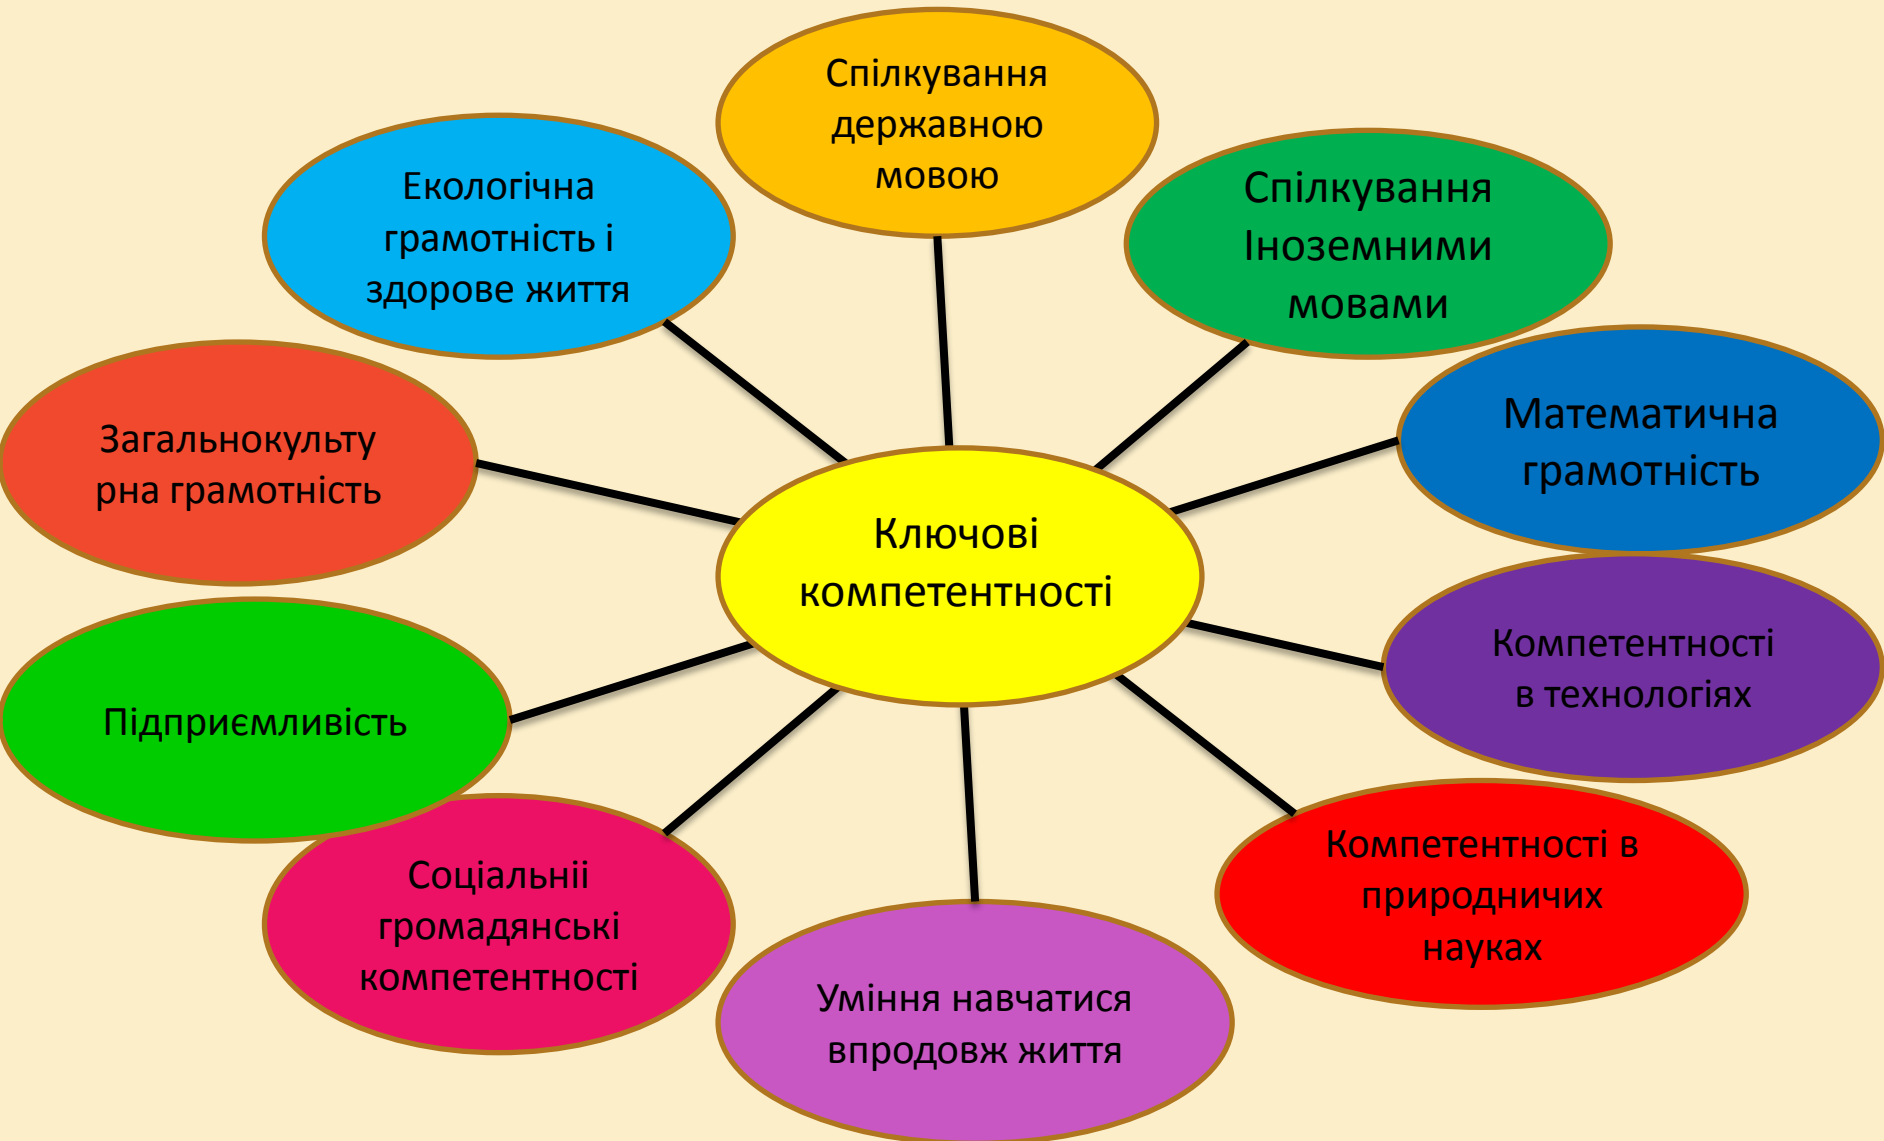 Спілкування
державною
мовою
Спілкування
Іноземними
мовами
Математична
грамотність
Компетентності
в технологіях
Компетентності в
природничих
науках
Уміння навчатися
впродовж життя
Соціальніі
громадянські
компетентності
Підприємливість
Загальнокульту
рна грамотність
Екологічна
грамотність і
здорове життя
Ключові
компетентності